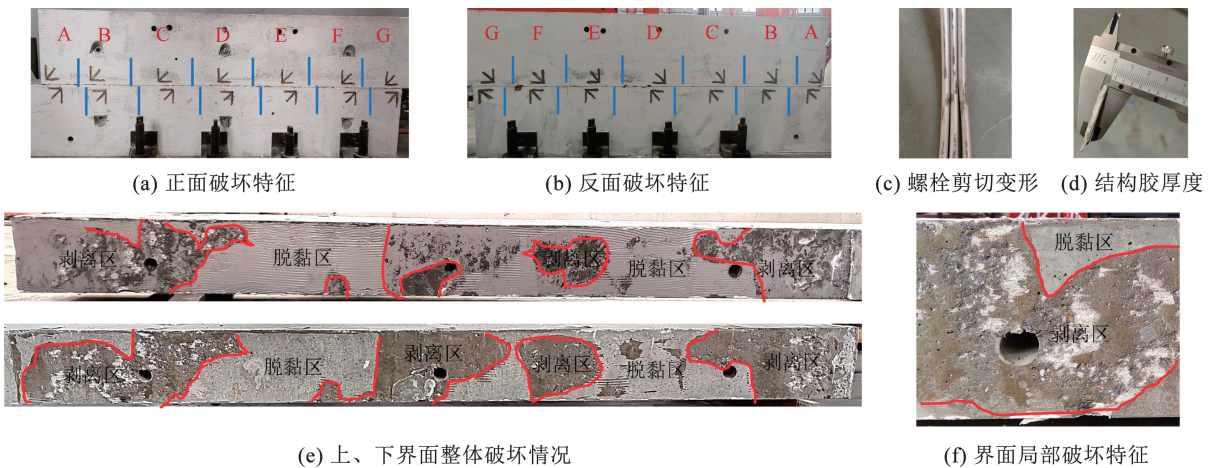 A B C D E F G
G F E D C B A
(a) 正面破坏特征
(b) 反面破坏特征
(c) 螺栓剪切变形
(d) 结构胶厚度
剥离区 脱黏区 剥离区 脱黏区 剥离区
剥离区 脱黏区 剥离区 剥离区 脱黏区 剥离区
(e) 上、下界面整体破坏情况
脱黏区
剥离区
(f) 界面局部破坏特征